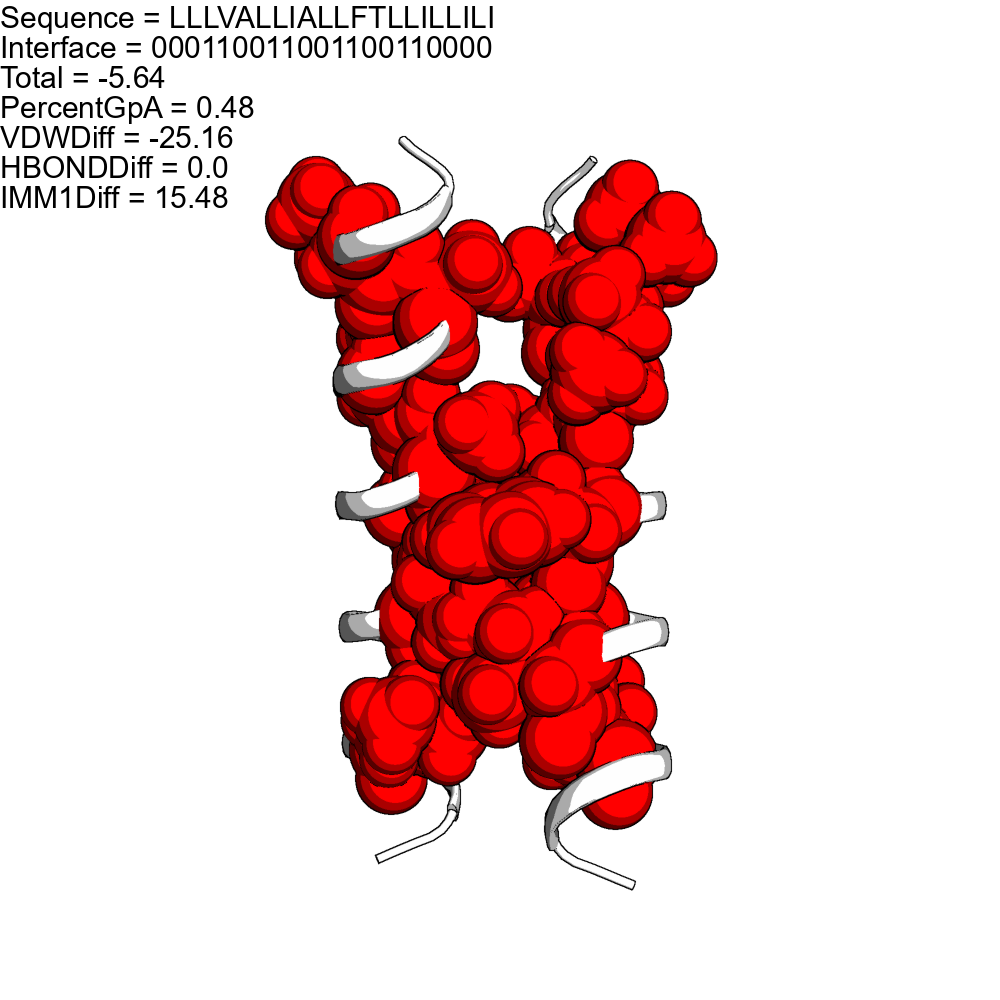 Sequence = LLLVALLIALLFTLLILLILI
Interface = 000110011001100110000
Total = -5.64
PercentGpA = 0.48
VDWDiff = -25.16
HBONDDiff = 0.0
IMM1Diff = 15.48